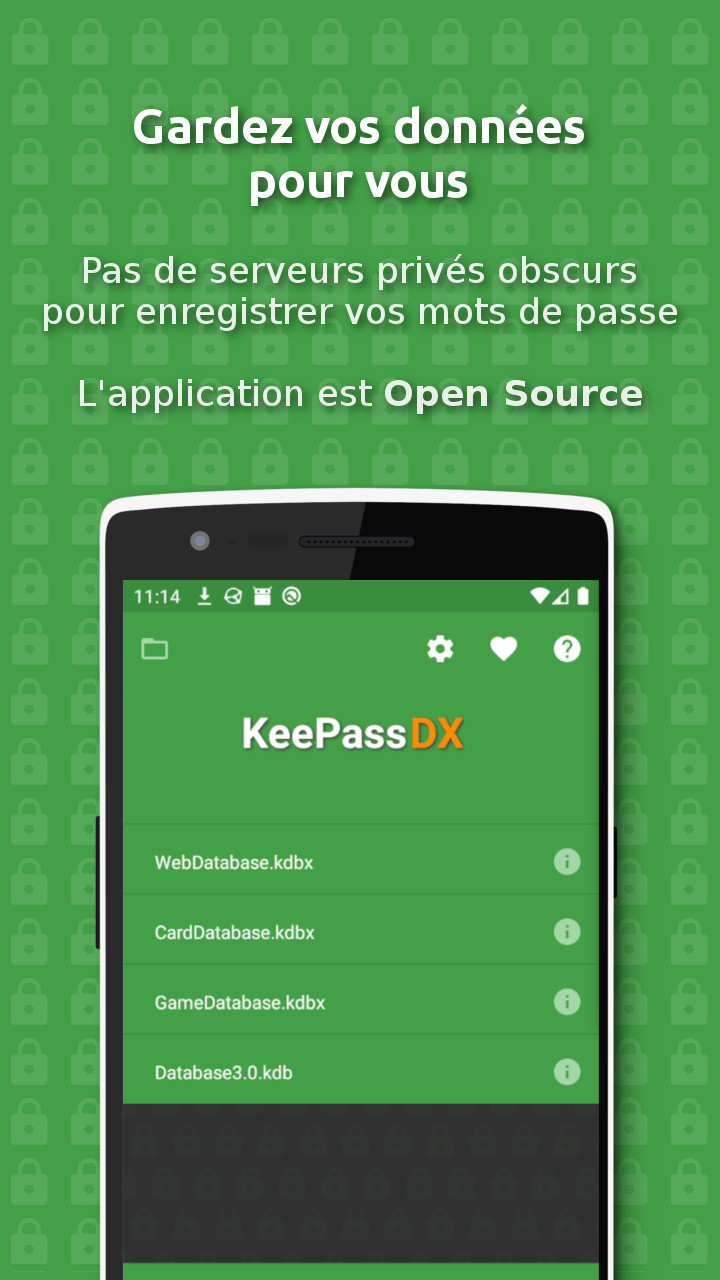 Gardez vos données
pour vous
Pas de serveurs privés obscurs
pour enregistrer vos mots de passe
L'application est Open Source
11:14
KeePassDX
WebDatabase.kdbx
CardDatabase.kdbx
GameDatabase.kdbx
Database3.0.kdb